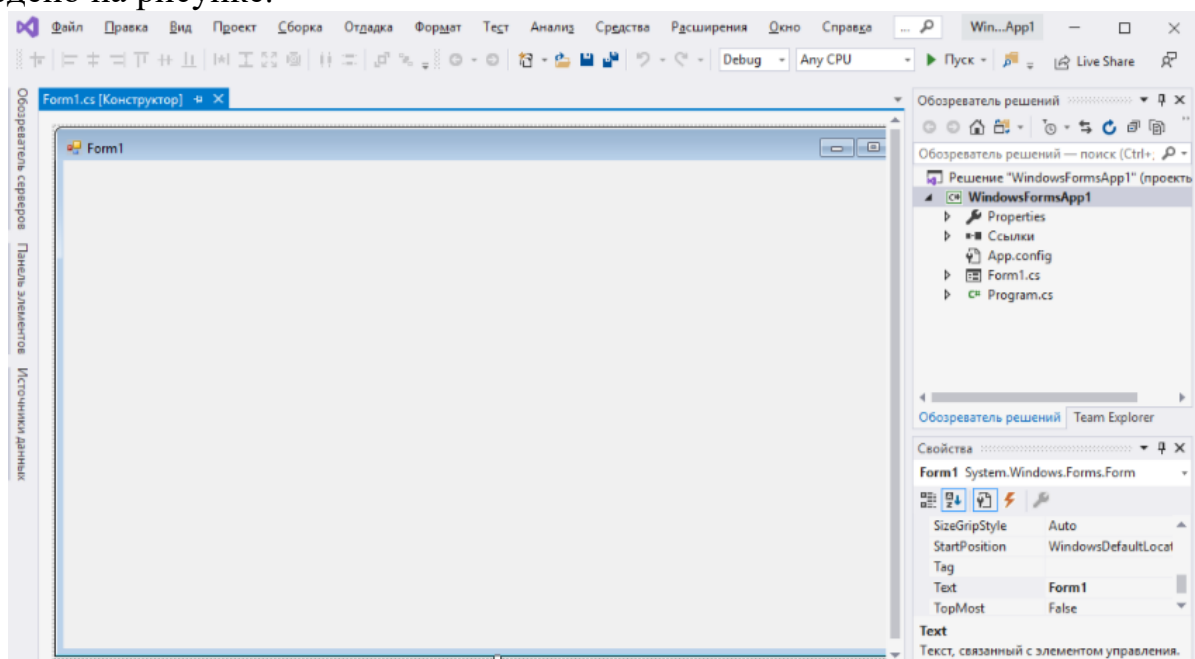 едено на рисунке.
Файл Правка Вид Проект Сборка Отладка Формат Тест Анализ Средства Расширения Окно Справка ... Win...App1
Debug Any CPU Пуск Live Share
Обозреватель серверов
Панель элементов
Источники данных
Form1.cs [Конструктор]
Form1
Обозреватель решений
Обозреватель решений — поиск (Ctrl+;
Решение "WindowsFormsApp1" (проекть
WindowsFormsApp1
Properties
Ссылки
App.config
Form1.cs
Program.cs
Обозреватель решений Team Explorer
Свойства
Form1 System.Windows.Forms.Form
SizeGripStyle Auto
StartPosition WindowsDefaultLocat
Tag
Text Form1
TopMost False
Text
Текст, связанный с элементом управления.